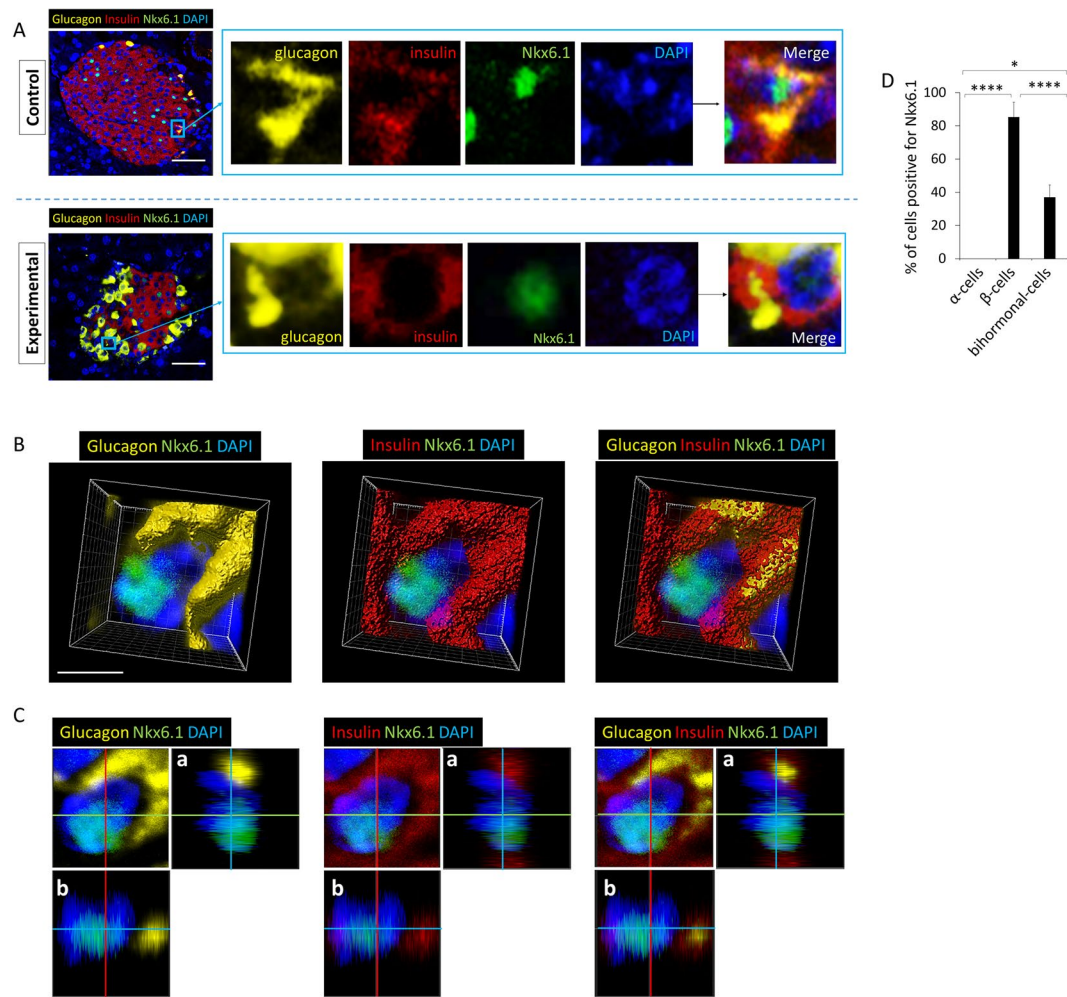 A
Glucagon Insulin Nkx6.1 DAPI
Control
glucagon
insulin
Nkx6.1
DAPI
Merge
Glucagon Insulin Nkx6.1 DAPI
Experimental
glucagon
insulin
Nkx6.1
DAPI
Merge
D
*
**** ****
% of cells positive for Nkx6.1
100
80
60
40
20
0
α-cells
β-cells
bihormonal-cells
B
Glucagon Nkx6.1 DAPI
Insulin Nkx6.1 DAPI
Glucagon Insulin Nkx6.1 DAPI
C
Glucagon Nkx6.1 DAPI
a
b
Insulin Nkx6.1 DAPI
a
b
Glucagon Insulin Nkx6.1 DAPI
a
b